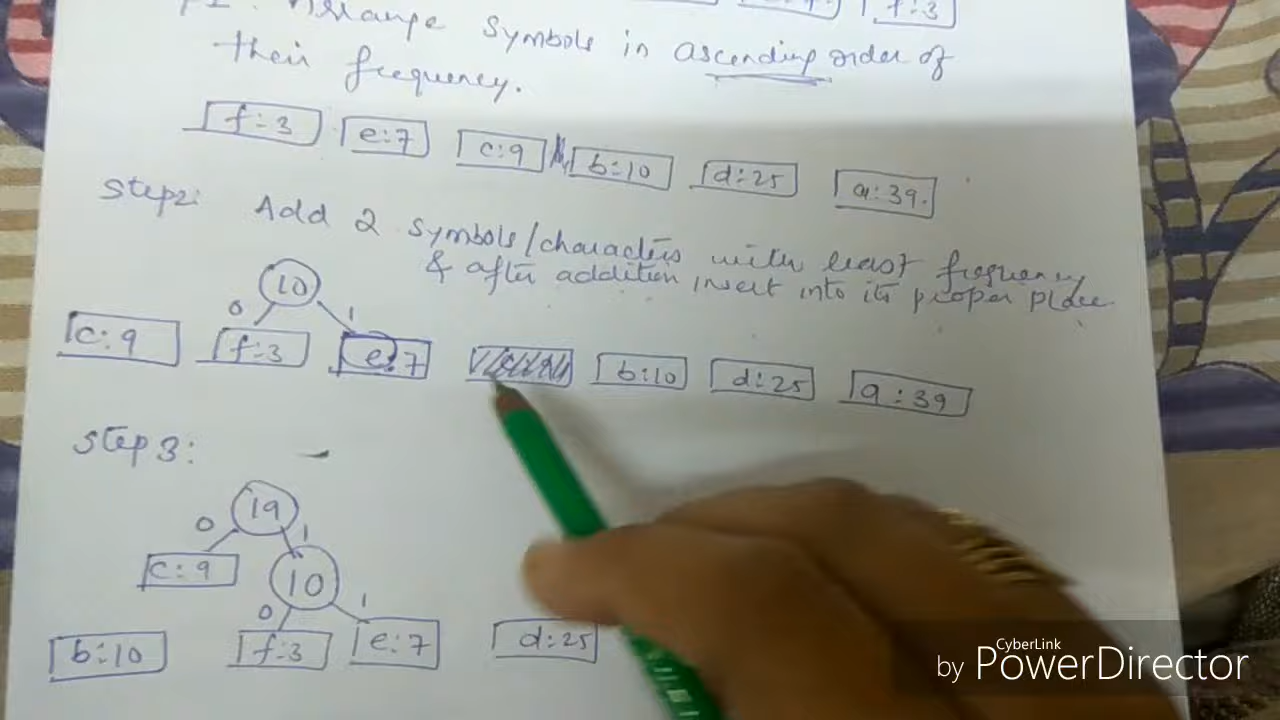 f:3
Arrange symbols in ascending order of
their frequency.
f:3 e:7 c:9 b:10 d:25 a:39.
Step2: Add 2 symbols/characters with least frequency
& after addition insert into its proper place
10
0 1
c:9 f:3 e:7 b:10 d:25 a:39
Step 3:
19
0 1
c:9 10
0 1
b:10 f:3 e:7 d:25
CyberLink
by PowerDirector